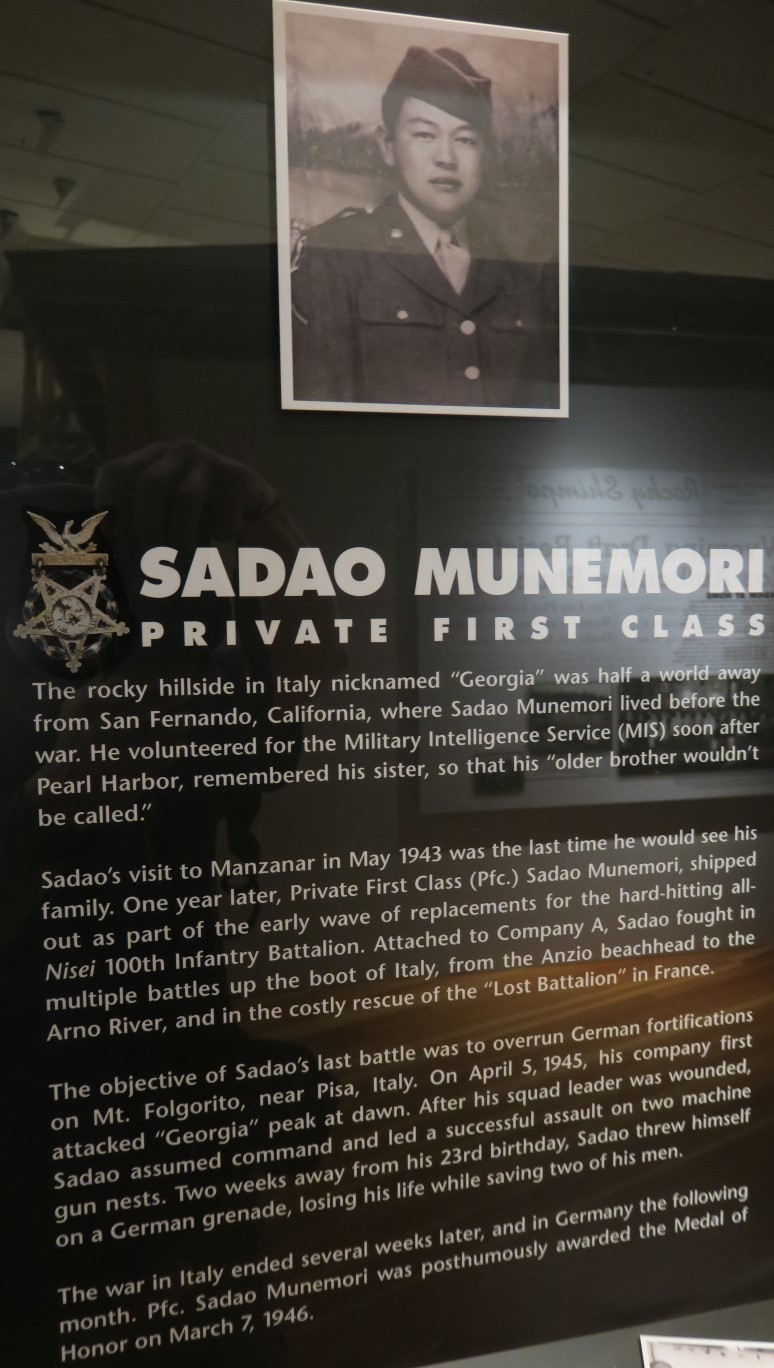 Rocky Shimpo
SADAO MUNEMORI
PRIVATE FIRST CLASS
The rocky hillside in Italy nicknamed “Georgia” was half a world away
from San Fernando, California, where Sadao Munemori lived before the
war. He volunteered for the Military Intelligence Service (MIS) soon after
Pearl Harbor, remembered his sister, so that his “older brother wouldn’t
be called.”
Sadao’s visit to Manzanar in May 1943 was the last time he would see his
family. One year later, Private First Class (Pfc.) Sadao Munemori, shipped
out as part of the early wave of replacements for the hard-hitting all-
Nisei 100th Infantry Battalion. Attached to Company A, Sadao fought in
multiple battles up the boot of Italy, from the Anzio beachhead to the
Arno River, and in the costly rescue of the “Lost Battalion” in France.
The objective of Sadao’s last battle was to overrun German fortifications
on Mt. Folgorito, near Pisa, Italy. On April 5, 1945, his company first
attacked “Georgia” peak at dawn. After his squad leader was wounded,
Sadao assumed command and led a successful assault on two machine
gun nests. Two weeks away from his 23rd birthday, Sadao threw himself
on a German grenade, losing his life while saving two of his men.
The war in Italy ended several weeks later, and in Germany the following
month. Pfc. Sadao Munemori was posthumously awarded the Medal of
Honor on March 7, 1946.